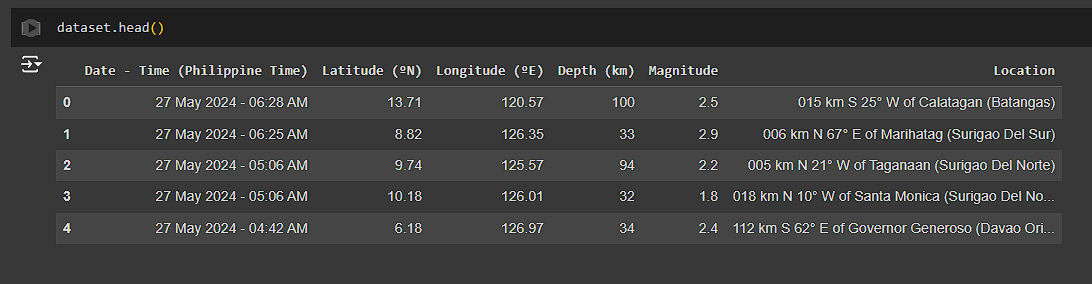 dataset.head()
Date - Time (Philippine Time) Latitude (ºN) Longitude (ºE) Depth (km) Magnitude Location
0 27 May 2024 - 06:28 AM 13.71 120.57 100 2.5 015 km S 25° W of Calatagan (Batangas)
1 27 May 2024 - 06:25 AM 8.82 126.35 33 2.9 006 km N 67° E of Marihatag (Surigao Del Sur)
2 27 May 2024 - 05:06 AM 9.74 125.57 94 2.2 005 km N 21° W of Taganaan (Surigao Del Norte)
3 27 May 2024 - 05:06 AM 10.18 126.01 32 1.8 018 km N 10° W of Santa Monica (Surigao Del No...
4 27 May 2024 - 04:42 AM 6.18 126.97 34 2.4 112 km S 62° E of Governor Generoso (Davao Ori...